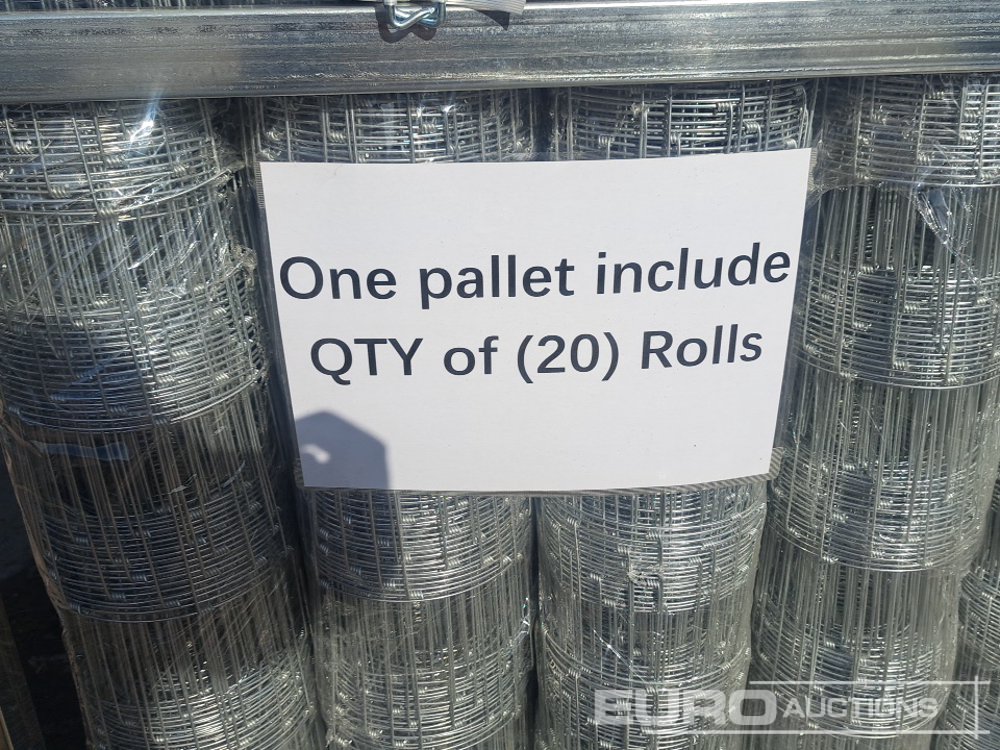 One pallet include
QTY of (20) Rolls
EURO AUCTIONS